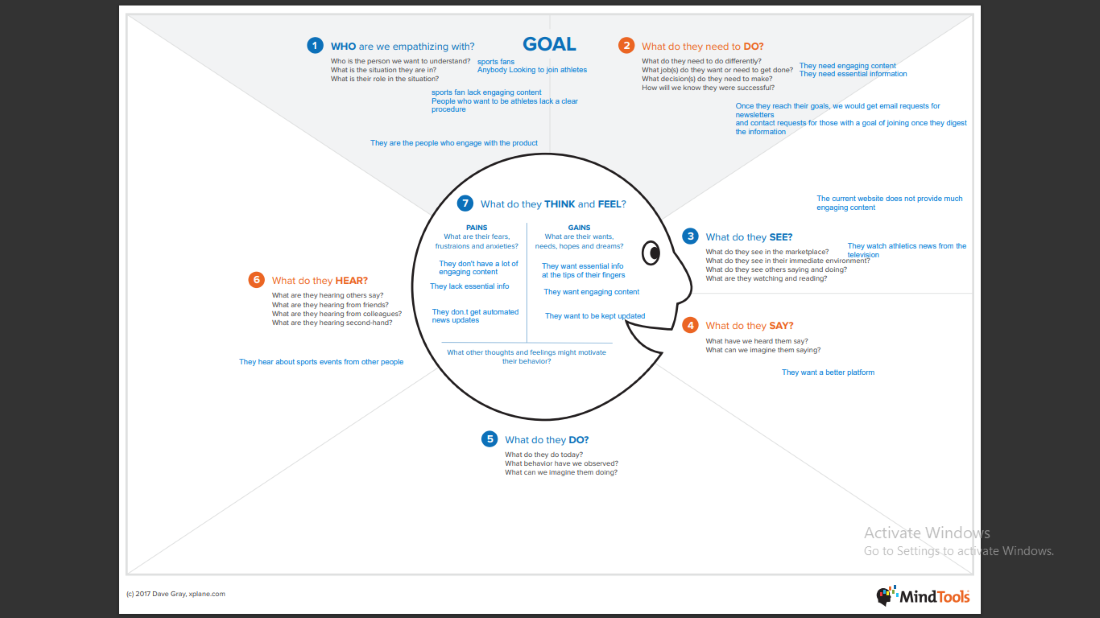 GOAL
1 WHO are we empathizing with?
Who is the person we want to understand?
What is the situation they are in?
What is their role in the situation?
sports fans
Anybody Looking to join athletes
sports fan lack engaging content
People who want to be athletes lack a clear
procedure
They are the people who engage with the product
2 What do they need to DO?
What do they need to do differently?
What job(s) do they want or need to get done?
What decision(s) do they need to make?
How will we know they were successful?
They need engaging content
They need essential information
Once they reach their goals, we would get email requests for
newsletters
and contact requests for those with a goal of joining once they digest
the information
The current website does not provide much
engaging content
3 What do they SEE?
What do they see in the marketplace?
What do they see in their immediate environment?
What do they see others saying and doing?
What are they watching and reading?
They watch athletics news from the
television
4 What do they SAY?
What have we heard them say?
What can we imagine them saying?
They want a better platform
5 What do they DO?
What do they do today?
What behavior have we observed?
What can we imagine them doing?
6 What do they HEAR?
What are they hearing others say?
What are they hearing from friends?
What are they hearing from colleagues?
What are they hearing second-hand?
They hear about sports events from other people
7 What do they THINK and FEEL?
PAINS
What are their fears,
frustraions and anxieties?
They don't have a lot of
engaging content
They lack essential info
They don.t get automated
news updates
GAINS
What are their wants,
needs, hopes and dreams?
They want essential info
at the tips of their fingers
They want engaging content
They want to be kept updated
What other thoughts and feelings might motivate
their behavior?
Activate Windows
Go to Settings to activate Windows.
(c) 2017 Dave Gray, xplane.com
MindTools